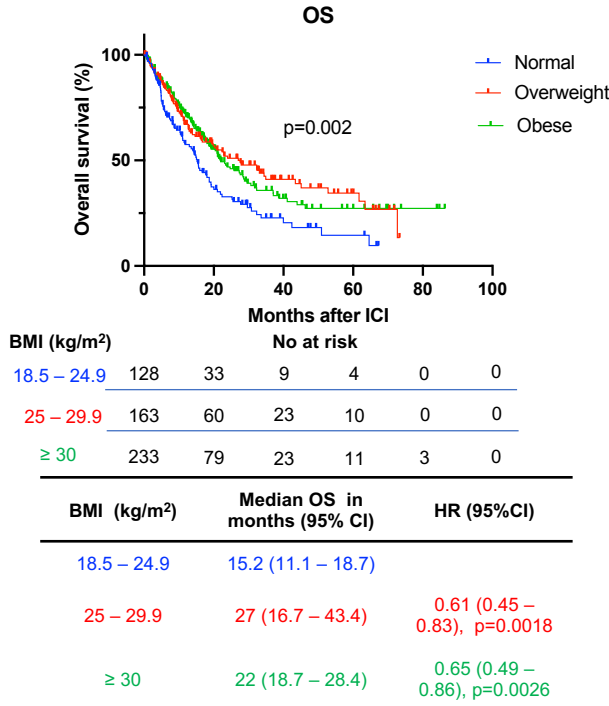 OS
100
50
0
Overall survival (%)
p=0.002
Normal
Overweight
Obese
0 20 40 60 80 100
Months after ICI
BMI (kg/m²) No at risk
18.5 – 24.9 128 33 9 4 0 0
25 – 29.9 163 60 23 10 0 0
≥ 30 233 79 23 11 3 0
BMI (kg/m²) Median OS in months (95% CI) HR (95%CI)
18.5 – 24.9 15.2 (11.1 – 18.7)
25 – 29.9 27 (16.7 – 43.4) 0.61 (0.45 –
0.83), p=0.0018
≥ 30 22 (18.7 – 28.4) 0.65 (0.49 –
0.86), p=0.0026